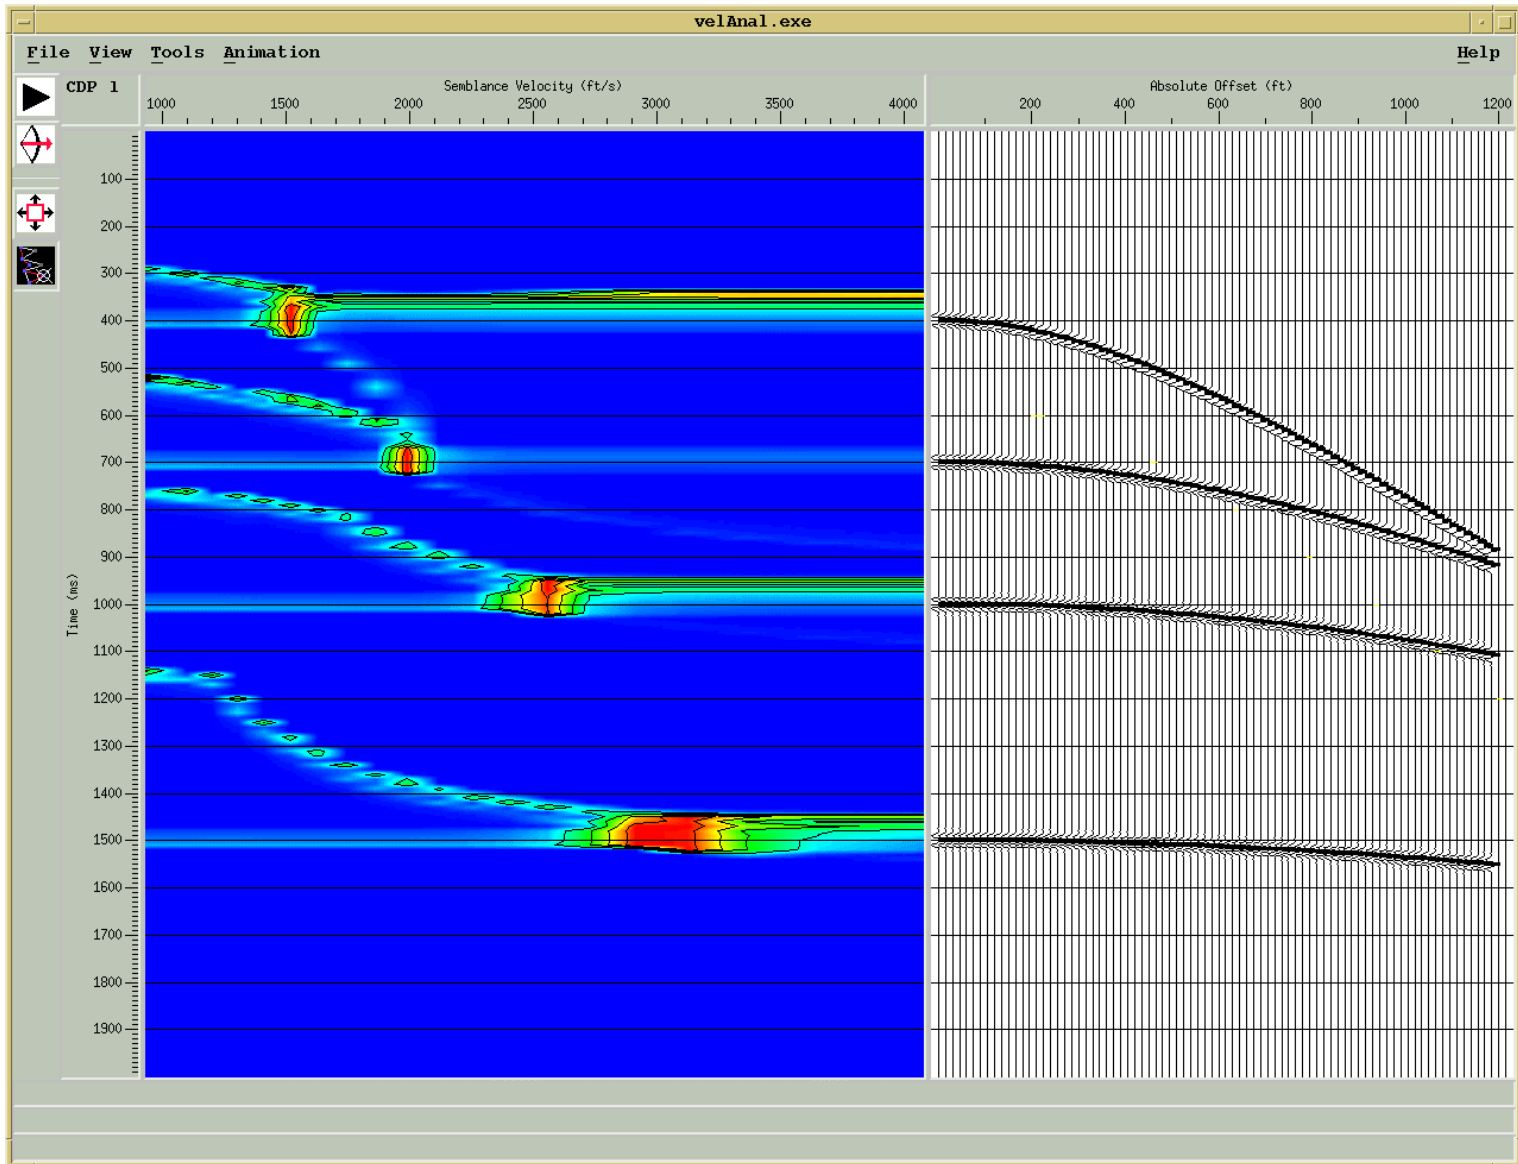 velAnal.exe
File View Tools Animation Help
CDP 1
Semblance Velocity (ft/s)
1000 1500 2000 2500 3000 3500 4000
Absolute Offset (ft)
200 400 600 800 1000 1200
Time (ms)
100
200
300
400
500
600
700
800
900
1000
1100
1200
1300
1400
1500
1600
1700
1800
1900